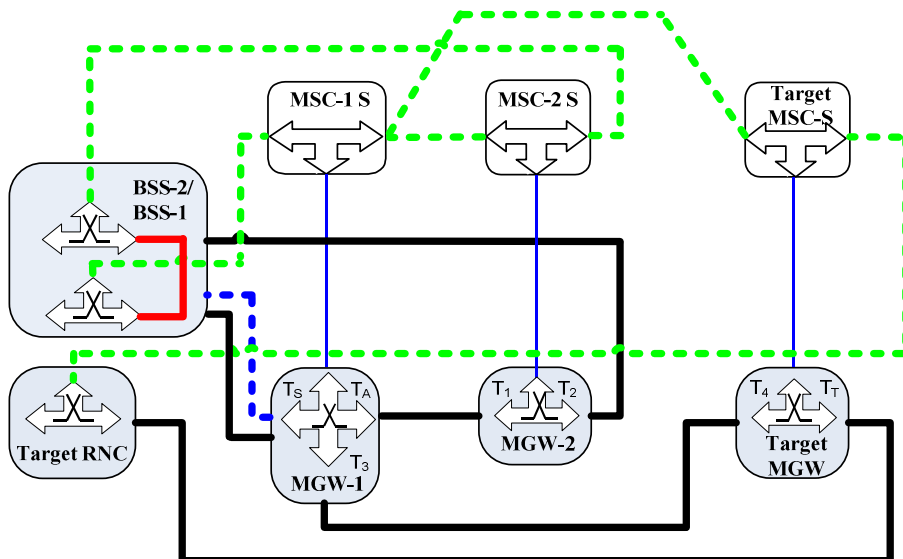 MSC-1 S
MSC-2 S
Target
MSC-S
BSS-2/
BSS-1
TS
TA
T3
MGW-1
T1
T2
MGW-2
T4
TT
Target
MGW
Target RNC